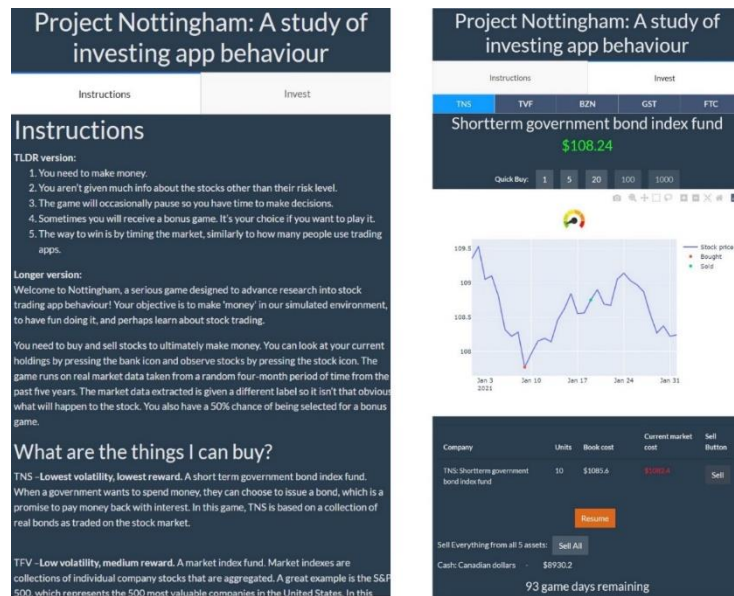 Project Nottingham: A study of
investing app behaviour
Instructions
Invest
Instructions
TLDR version:
1. You need to make money.
2. You aren't given much info about the stocks other than their risk level.
3. The game will occasionally pause so you have time to make decisions.
4. Sometimes you will receive a bonus game. It's your choice if you want to play it.
5. The way to win is by timing the market, similarly to how many people use trading
apps.
Longer version:
Welcome to Nottingham, a serious game designed to advance research into stock
trading app behaviour! Your objective is to make 'money' in our simulated environment,
to have fun doing it, and perhaps learn about stock trading.
You need to buy and sell stocks to ultimately make money. You can look at your current
holdings by pressing the bank icon and observe stocks by pressing the stock icon. The
game runs on real market data taken from a random four-month period of time from the
past five years. The market data extracted is given a different label so it isn't that obvious
what will happen to the stock. You also have a 50% chance of being selected for a bonus
game.
What are the things I can buy?
TNS –Lowest volatility, lowest reward. A short term government bond index fund.
When a government wants to spend money, they can choose to issue a bond, which is a
promise to pay money back with interest. In this game, TNS is based on a collection of
real bonds as traded on the stock market.
TFV –Low volatility, medium reward. A market index fund. Market indexes are
collections of individual company stocks that are aggregated. A great example is the S&P
500, which represents the 500 most valuable companies in the United States. In this
Project Nottingham: A study of
investing app behaviour
Instructions
Invest
TNS TVF BZN GST FTC
Shortterm government bond index fund
$108.24
Quick Buy: 1 5 20 100 1000
Stock price
Bought
Sold
109.5
109
108.5
108
Jan 3 Jan 10 Jan 17 Jan 24 Jan 31
2021
Company Units Book cost Current market cost Sell Button
TNS: Shortterm government bond index fund 10 $1085.6 Sell
Resume
Sell Everything from all 5 assets: Sell All
Cash: Canadian dollars - $8930.2
93 game days remaining